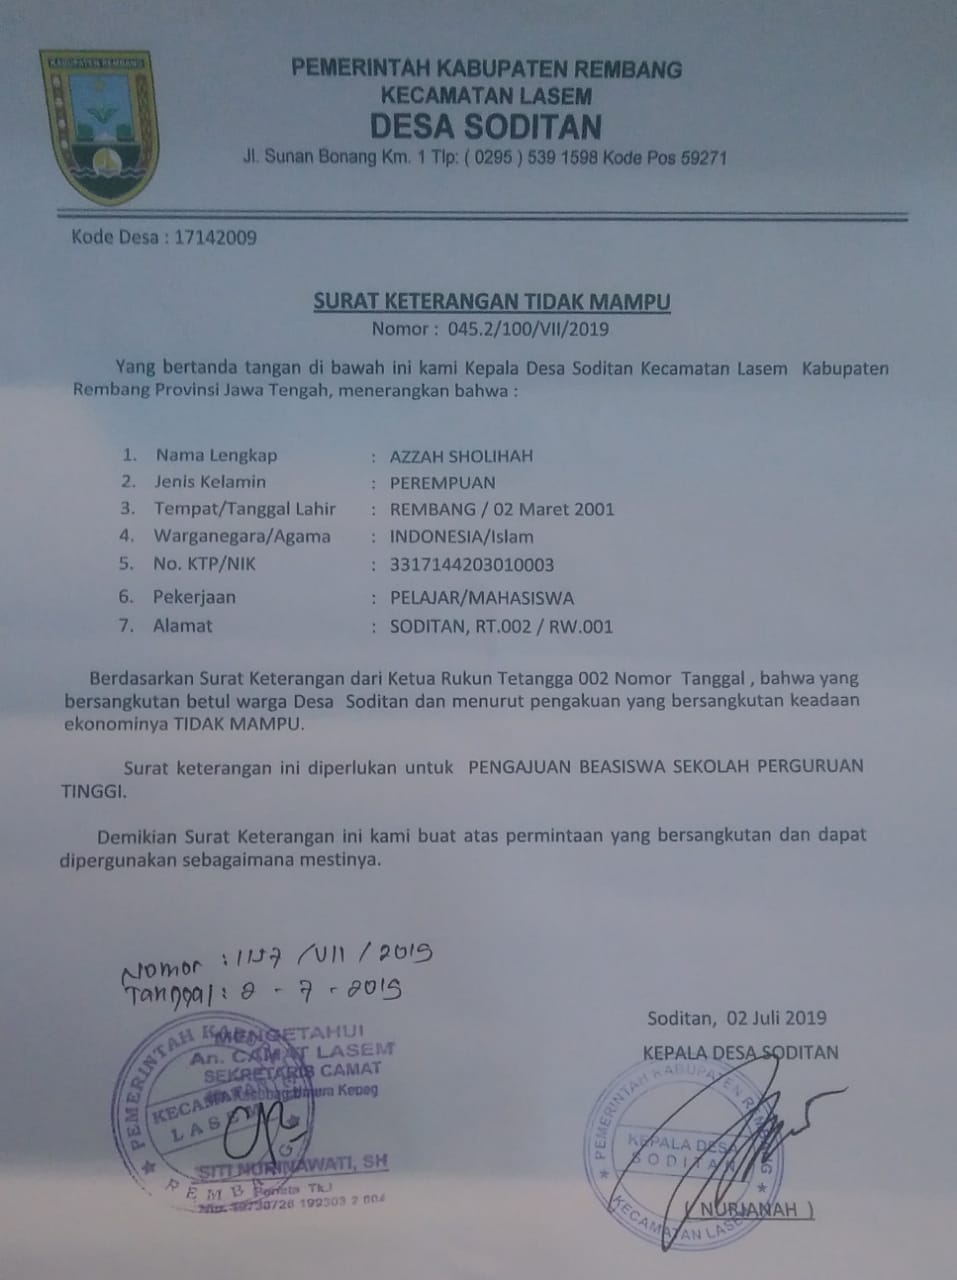 KABUPATEN REMBANG
PEMERINTAH KABUPATEN REMBANG
KECAMATAN LASEM
DESA SODITAN
Jl. Sunan Bonang Km. 1 Tlp: ( 0295 ) 539 1598 Kode Pos 59271
Kode Desa : 17142009
SURAT KETERANGAN TIDAK MAMPU
Nomor : 045.2/100/VII/2019
Yang bertanda tangan di bawah ini kami Kepala Desa Soditan Kecamatan Lasem Kabupaten
Rembang Provinsi Jawa Tengah, menerangkan bahwa :
1. Nama Lengkap : AZZAH SHOLIHAH
2. Jenis Kelamin : PEREMPUAN
3. Tempat/Tanggal Lahir : REMBANG / 02 Maret 2001
4. Warganegara/Agama : INDONESIA/Islam
5. No. KTP/NIK : 3317144203010003
6. Pekerjaan : PELAJAR/MAHASISWA
7. Alamat : SODITAN, RT.002 / RW.001
Berdasarkan Surat Keterangan dari Ketua Rukun Tetangga 002 Nomor Tanggal , bahwa yang
bersangkutan betul warga Desa Soditan dan menurut pengakuan yang bersangkutan keadaan
ekonominya TIDAK MAMPU.
Surat keterangan ini diperlukan untuk PENGAJUAN BEASISWA SEKOLAH PERGURUAN
TINGGI.
Demikian Surat Keterangan ini kami buat atas permintaan yang bersangkutan dan dapat
dipergunakan sebagaimana mestinya.
Nomor : 1157 /VII / 2019
Tanggal : 2 - 7 - 2019
MENGETAHUI
An. CAMAT LASEM
SEKRETARIS CAMAT
Umum Kepeg
PEMERINTAH KAB
KECAMATAN
LASEM
REMBANG
SITI NURINAWATI, SH
Penata Tk.I
Soditan, 02 Juli 2019
KEPALA DESA SODITAN
PEMERINTAH KABUPATEN REMBANG
KEPALA DESA
SODITAN
KECAMATAN LASEM
( NURJANAH )